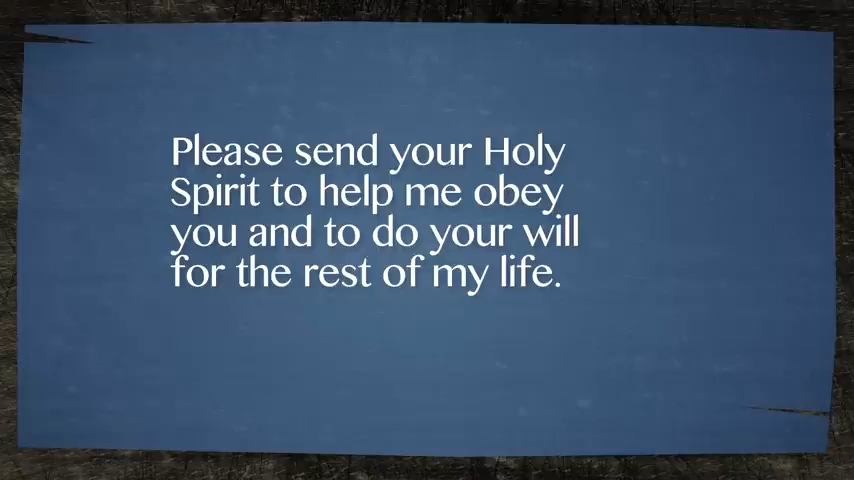 Please send your Holy
Spirit to help me obey
you and to do your will
for the rest of my life.